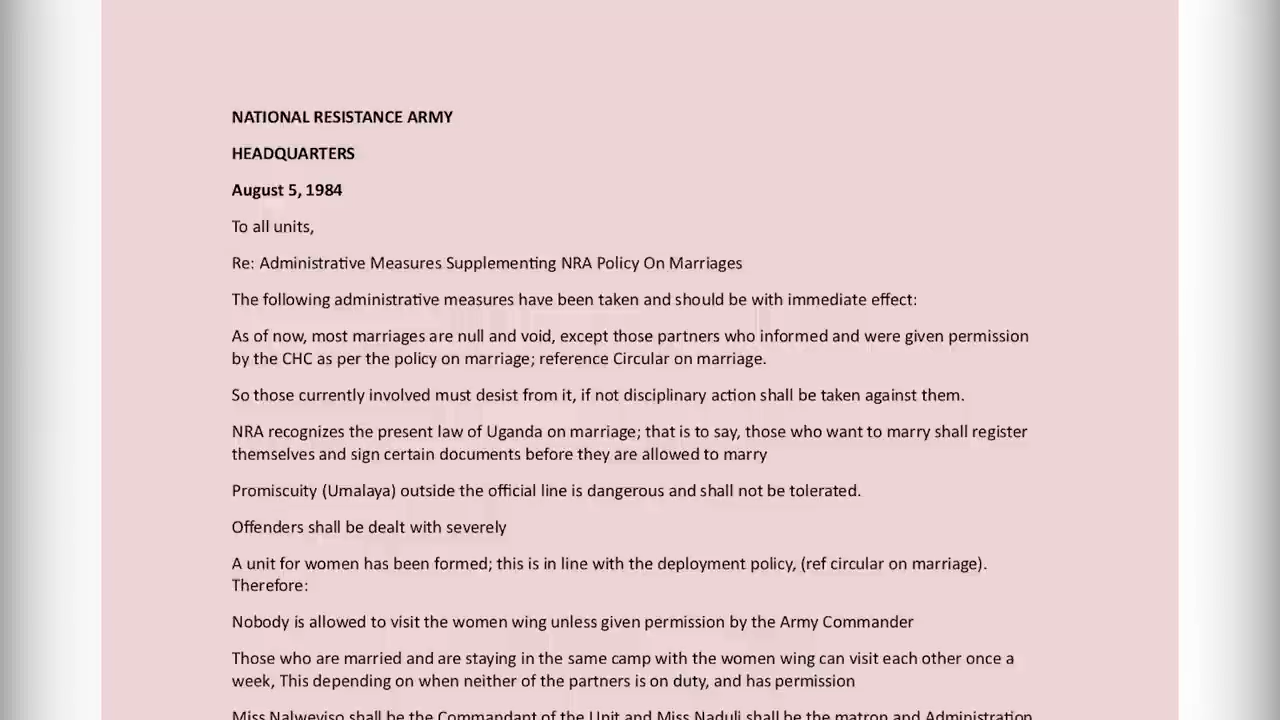 NATIONAL RESISTANCE ARMY
HEADQUARTERS
August 5, 1984
To all units,
Re: Administrative Measures Supplementing NRA Policy On Marriages
The following administrative measures have been taken and should be with immediate effect:
As of now, most marriages are null and void, except those partners who informed and were given permission
by the CHC as per the policy on marriage; reference Circular on marriage.
So those currently involved must desist from it, if not disciplinary action shall be taken against them.
NRA recognizes the present law of Uganda on marriage; that is to say, those who want to marry shall register
themselves and sign certain documents before they are allowed to marry
Promiscuity (Umalaya) outside the official line is dangerous and shall not be tolerated.
Offenders shall be dealt with severely
A unit for women has been formed; this is in line with the deployment policy, (ref circular on marriage).
Therefore:
Nobody is allowed to visit the women wing unless given permission by the Army Commander
Those who are married and are staying in the same camp with the women wing can visit each other once a
week, This depending on when neither of the partners is on duty, and has permission
Miss Nalweyiso shall be the Commandant of the Unit and Miss Naduli shall be the matron and Administration